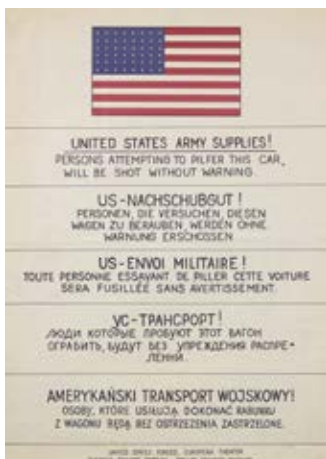 UNITED STATES ARMY SUPPLIES!
PERSONS ATTEMPTING TO PILFER THIS CAR,
WILL BE SHOT WITHOUT WARNING.
US-NACHSCHUBGUT!
PERSONEN, DIE VERSUCHEN, DIESEN
WAGEN ZU BERAUBEN, WERDEN OHNE
WARNUNG ERSCHOSSEN
US-ENVOI MILITAIRE!
TOUTE PERSONNE ESSAYANT DE PILLER CETTE VOITURE
SERA FUSILLÉE SANS AVERTISSEMENT.
УС-ТРАНСПОРТ!
ЛЮДИ КОТОРЫЕ ПРОБУЮТ ЭТОТ ВАГОН
ОГРАБИТЬ, БУДУТ БЕЗ УПРЕЖДЕНИЯ РАСПРЕ-
ЛЕННИ.
AMERYKAŃSKI TRANSPORT WOJSKOWY!
OSOBY, KTÓRE USIŁUJĄ DOKONAĆ RABUNKU
Z WAGONU BĘDĄ BEZ OSTRZEŻENIA ZASTRZELONE.
UNITED STATES FORCES, EUROPEAN THEATER